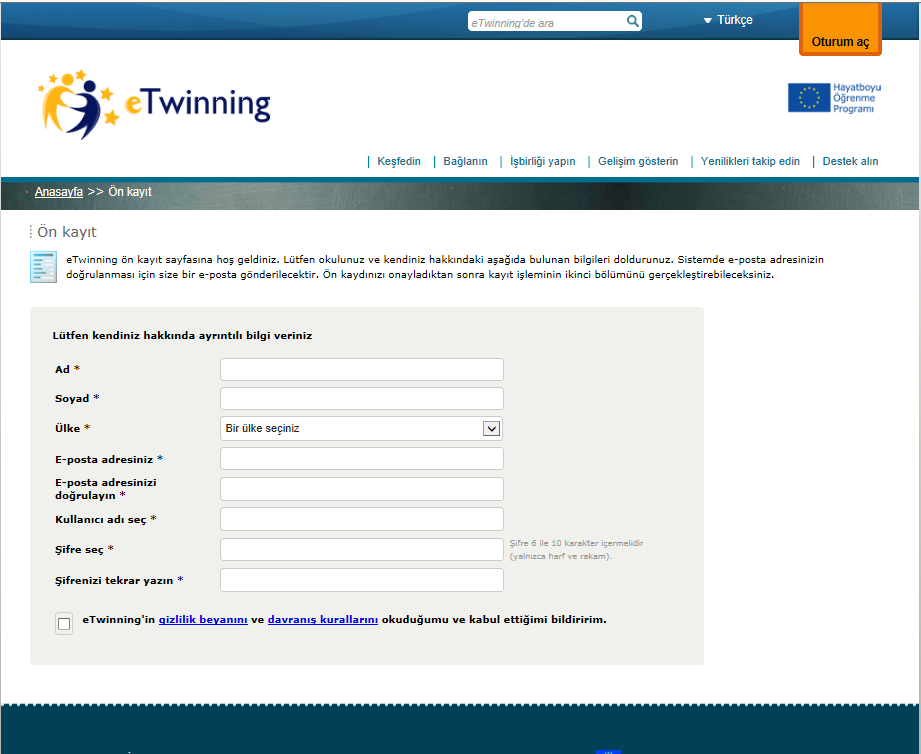 eTwinning'de ara
Türkçe
Oturum aç
eTwinning
Hayatboyu
Öğrenme
Programı
| Keşfedin | Bağlanın | İşbirliği yapın | Gelişim gösterin | Yenilikleri takip edin | Destek alın
Anasayfa >> Ön kayıt
Ön kayıt
eTwinning ön kayıt sayfasına hoş geldiniz. Lütfen okulunuz ve kendiniz hakkındaki aşağıda bulunan bilgileri doldurunuz. Sistemde e-posta adresinizin
doğrulanması için size bir e-posta gönderilecektir. Ön kaydınızı onayladıktan sonra kayıt işleminin ikinci bölümünü gerçekleştirebileceksiniz.
Lütfen kendiniz hakkında ayrıntılı bilgi veriniz
Ad *
Soyad *
Ülke *
Bir ülke seçiniz
E-posta adresiniz *
E-posta adresinizi
doğrulayın *
Kullanıcı adı seç *
Şifre seç *
Şifre 6 ile 10 karakter içermelidir
(yalnızca harf ve rakam).
Şifrenizi tekrar yazın *
eTwinning'in gizlilik beyanını ve davranış kurallarını okuduğumu ve kabul ettiğimi bildiririm.